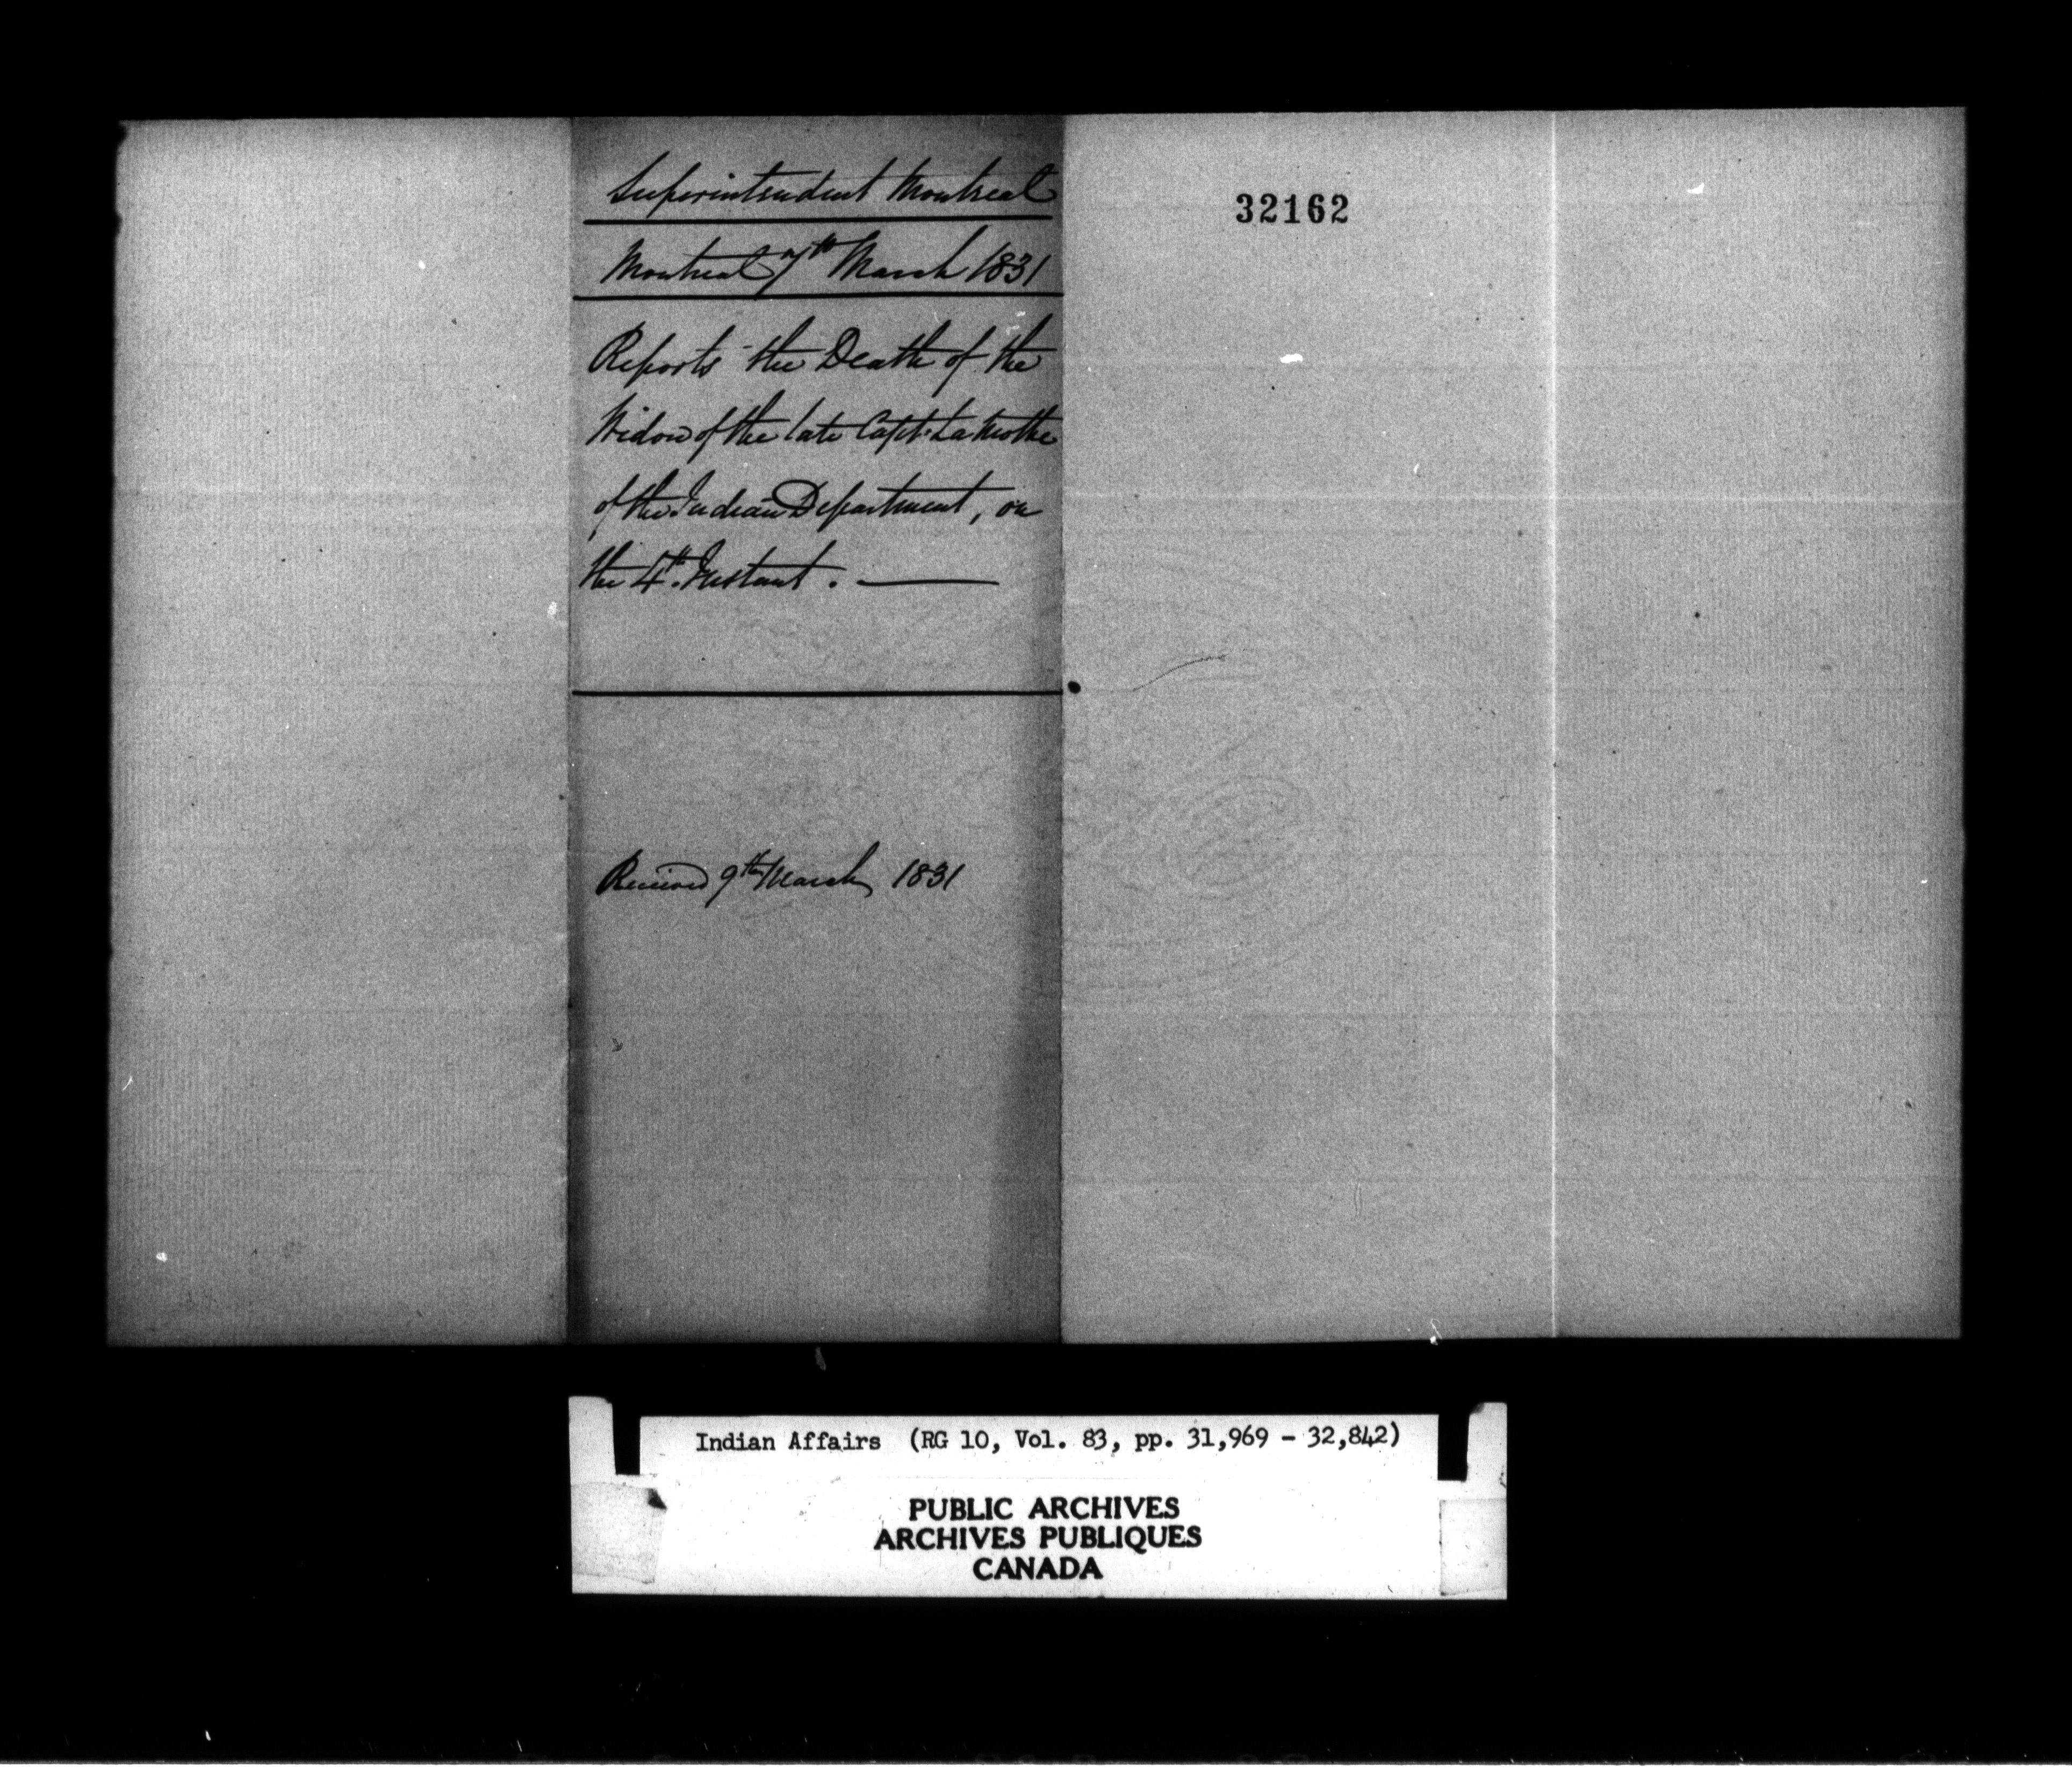 Superintendent Montreal
Montreal 7th March 1831
Reports the Death of the
Widow of the late Capt. La Mothe
of the Indian Department, on
the 4th. Instant. —
Received 9th March 1831
32162
Indian Affairs (RG 10, Vol. 83, pp. 31,969 - 32,842)
PUBLIC ARCHIVES
ARCHIVES PUBLIQUES
CANADA